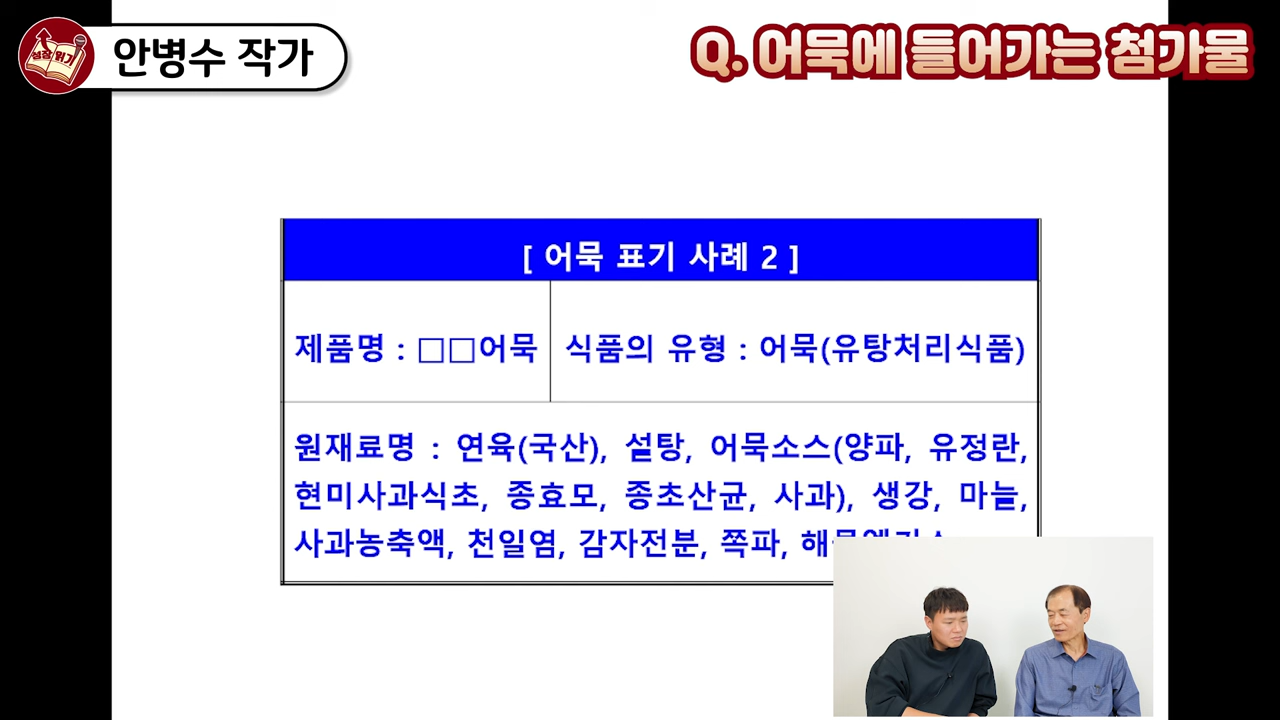 성장 읽기
안병수 작가
Q. 어묵에 들어가는 첨가물
[ 어묵 표기 사례 2 ]
제품명 : □□어묵
식품의 유형 : 어묵(유탕처리식품)
원재료명 : 연육(국산), 설탕, 어묵소스(양파, 유정란,
현미사과식초, 종효모, 종초산균, 사과), 생강, 마늘,
사과농축액, 천일염, 감자전분, 쪽파,